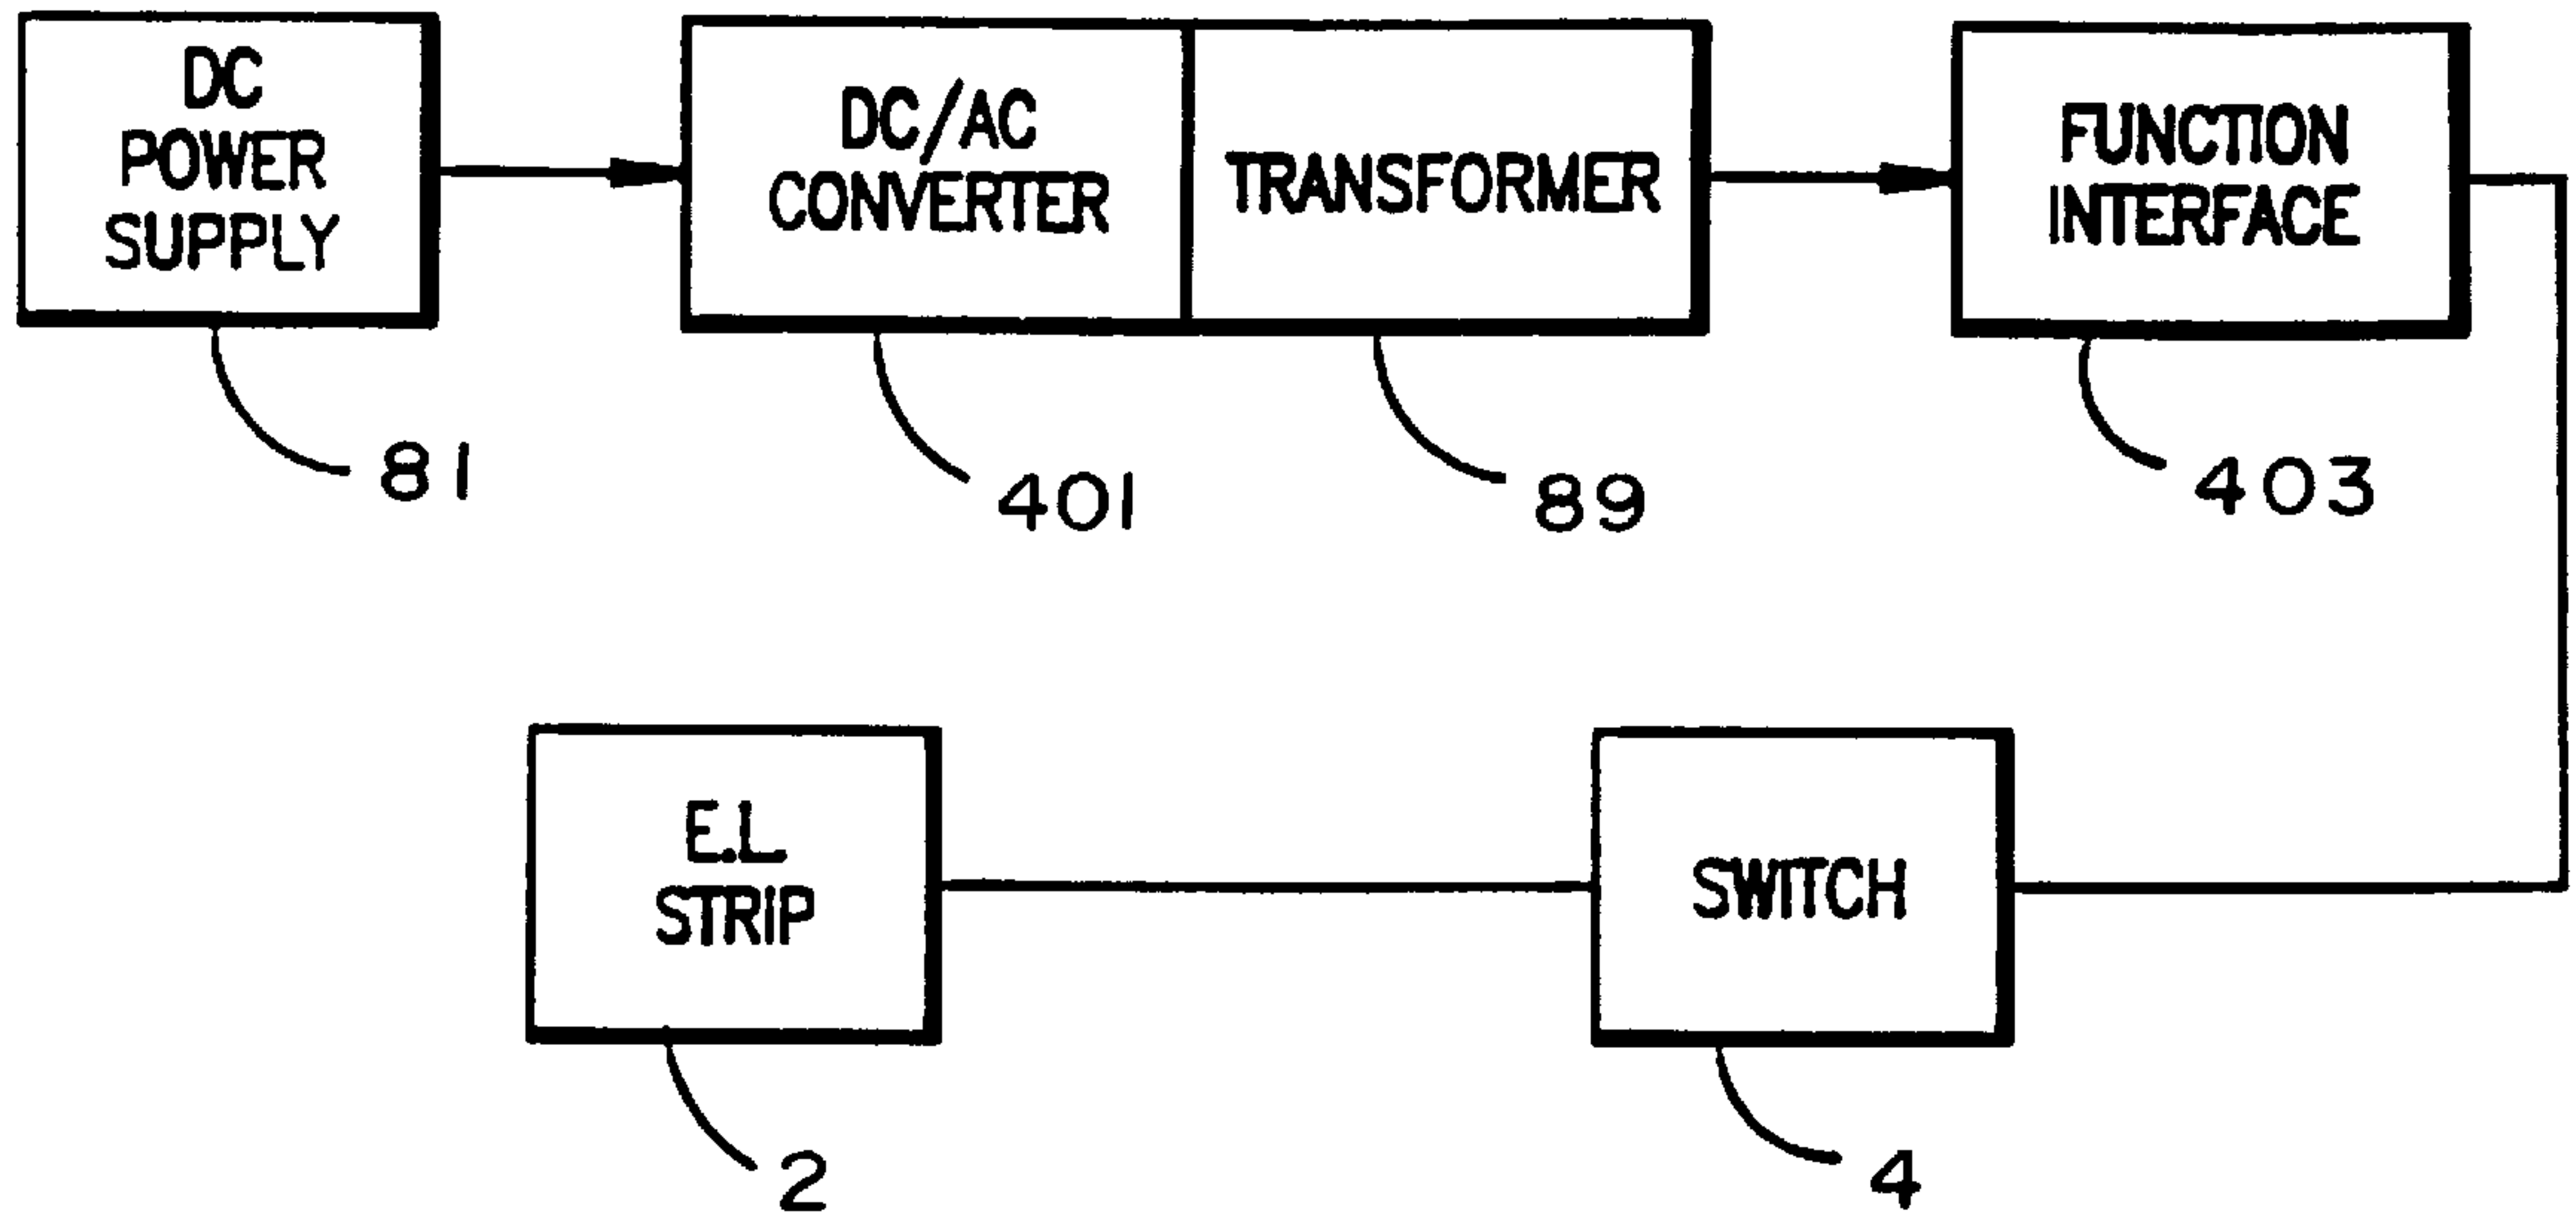 DC
POWER
SUPPLY
DC/AC
CONVERTER
TRANSFORMER
FUNCTION
INTERFACE
81
401
89
403
E.L.
STRIP
SWITCH
2
4